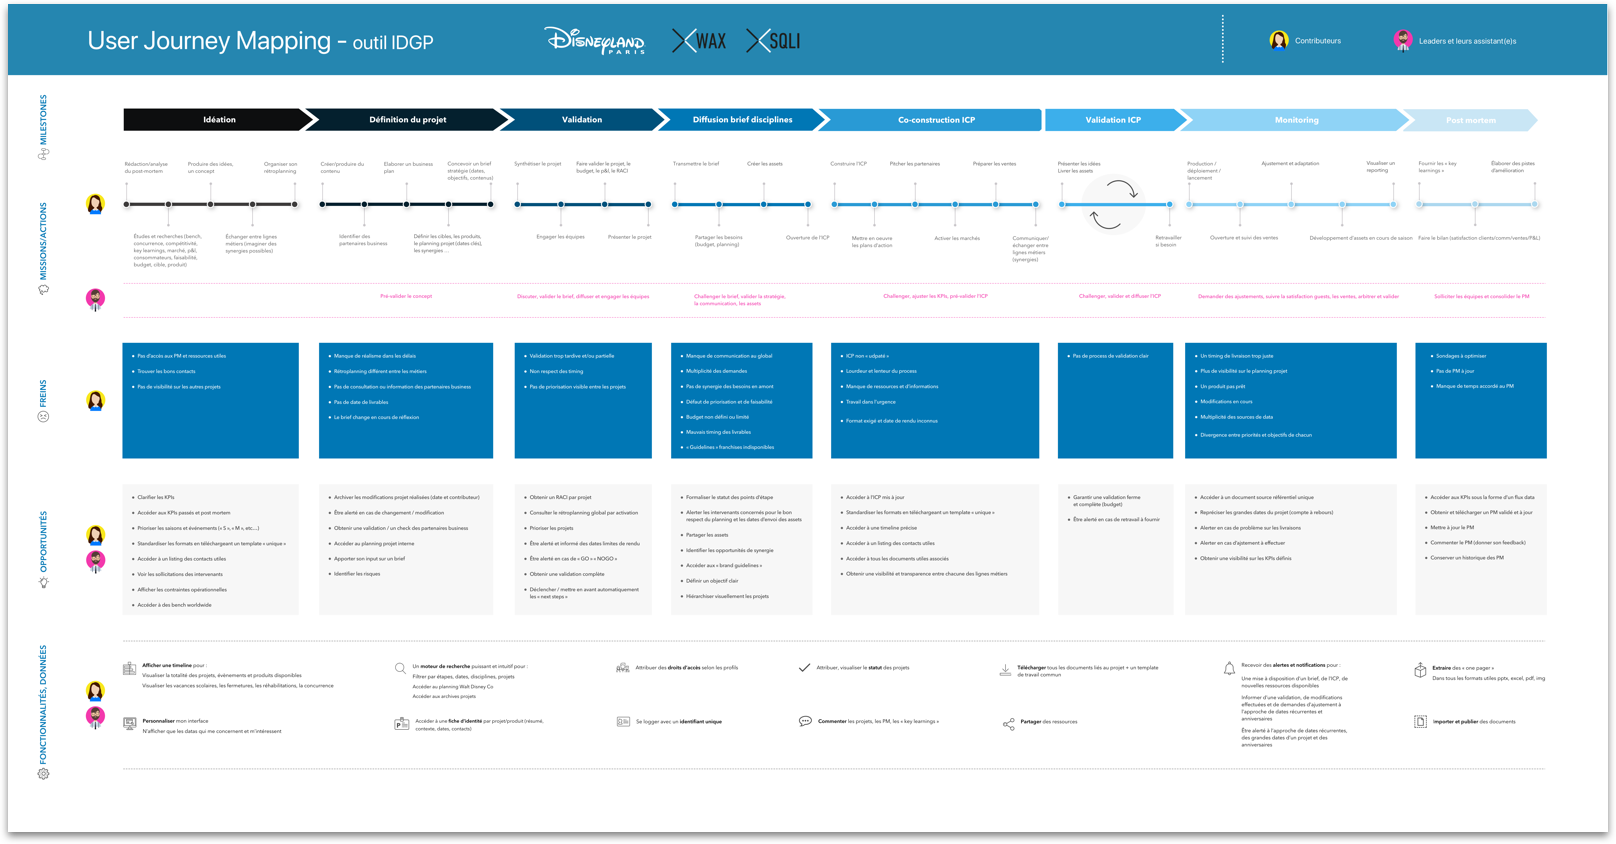 User Journey Mapping - outil IDGP
DISNEYLAND
PARIS
WAX
SQLI
Contributeurs
Leaders et leurs assistant(e)s
MILESTONES
Idéation
Définition du projet
Validation
Diffusion brief disciplines
Co-construction ICP
Validation ICP
Monitoring
Post mortem
MISSIONS/ACTIONS
Rédaction/analyse
du post-mortem
Produire des idées,
un concept
Organiser son
rétroplanning
Créer/produire du
contenu
Elaborer un business
plan
Concevoir un brief
stratégie (dates,
objectifs, contenus)
Synthétiser le projet
Faire valider le projet, le
budget, le p&l, le RACI
Transmettre le brief
Créer les assets
Construire l'ICP
Pitcher les partenaires
Préparer les ventes
Présenter les idées
Livrer les assets
Production /
déploiement /
lancement
Ajustement et adaptation
Visualiser un
reporting
Fournir les « key
learnings »
Élaborer des pistes
d'amélioration
Études et recherches (bench,
concurrence, compétitivité,
key learnings, marché, p&l,
consommateurs, faisabilité,
budget, cible, produit)
Échanger entre lignes
métiers (imaginer des
synergies possibles)
Identifier des
partenaires business
Définir les cibles, les produits,
le planning projet (dates clés),
les synergies ...
Engager les équipes
Présenter le projet
Partager les besoins
(budget, planning)
Ouverture de l'ICP
Mettre en oeuvre
les plans d'action
Activer les marchés
Communiquer/
échanger entre
lignes métiers
(synergies)
Retravailler
si besoin
Ouverture et suivi des ventes
Développement d'assets en cours de saison
Faire le bilan (satisfaction clients/comm/ventes/P&L)
Pré-valider le concept
Discuter, valider le brief, diffuser et engager les équipes
Challenger le brief, valider la stratégie,
la communication, les assets
Challenger, ajuster les KPIs, pré-valider l'ICP
Challenger, valider et diffuser l'ICP
Demander des ajustements, suivre la satisfaction guests, les ventes, arbitrer et valider
Solliciter les équipes et consolider le PM
FREINS
Pas d'accès aux PM et ressources utiles
Trouver les bons contacts
Pas de visibilité sur les autres projets
Manque de réalisme dans les délais
Rétroplanning différent entre les métiers
Pas de consultation ou information des partenaires business
Pas de date de livrables
Le brief change en cours de réflexion
Validation trop tardive et/ou partielle
Non respect des timing
Pas de priorisation visible entre les projets
Manque de communication au global
Multiplicité des demandes
Pas de synergie des besoins en amont
Défaut de priorisation et de faisabilité
Budget non défini ou limité
Mauvais timing des livrables
« Guidelines » franchises indisponibles
ICP non « udpaté »
Lourdeur et lenteur du process
Manque de ressources et d'informations
Travail dans l'urgence
Format exigé et date de rendu inconnus
Pas de process de validation clair
Un timing de livraison trop juste
Plus de visibilité sur le planning projet
Un produit pas prêt
Modifications en cours
Multiplicité des sources de data
Divergence entre priorités et objectifs de chacun
Sondages à optimiser
Pas de PM à jour
Manque de temps accordé au PM
OPPORTUNITÉS
Clarifier les KPIs
Accéder aux KPIs passés et post mortem
Prioriser les saisons et événements (« S », « M », etc...)
Standardiser les formats en téléchargeant un template « unique »
Accéder à un listing des contacts utiles
Voir les sollicitations des intervenants
Afficher les contraintes opérationnelles
Accéder à des bench worldwide
Archiver les modifications projet réalisées (date et contributeur)
Être alerté en cas de changement / modification
Obtenir une validation / un check des partenaires business
Accéder au planning projet interne
Apporter son input sur un brief
Identifier les risques
Obtenir un RACI par projet
Consulter le rétroplanning global par activation
Prioriser les projets
Être alerté et informé des dates limites de rendu
Être alerté en cas de « GO » « NOGO »
Obtenir une validation complète
Déclencher / mettre en avant automatiquement
les « next steps »
Formaliser le statut des points d'étape
Alerter les intervenants concernés pour le bon
respect du planning et les dates d'envoi des assets
Partager les assets
Identifier les opportunités de synergie
Accéder aux « brand guidelines »
Définir un objectif clair
Hiérarchiser visuellement les projets
Accéder à l'ICP mis à jour
Standardiser les formats en téléchargeant un template « unique »
Accéder à une timeline précise
Accéder à un listing des contacts utiles
Accéder à tous les documents utiles associés
Obtenir une visibilité et transparence entre chacune des lignes métiers
Garantir une validation ferme
et complète (budget)
Être alerté en cas de retravail à fournir
Accéder à un document source référentiel unique
Repréciser les grandes dates du projet (compte à rebours)
Alerter en cas de problème sur les livraisons
Alerter en cas d'ajustement à effectuer
Obtenir une visibilité sur les KPIs définis
Accéder aux KPIs sous la forme d'un flux data
Obtenir et télécharger un PM validé et à jour
Mettre à jour le PM
Commenter le PM (donner son feedback)
Conserver un historique des PM
FONCTIONNALITÉS, DONNÉES
Afficher une timeline pour :
Visualiser la totalité des projets, événements et produits disponibles
Visualiser les vacances scolaires, les fermetures, les réhabilitations, la concurrence
Un moteur de recherche puissant et intuitif pour :
Filtrer par étapes, dates, disciplines, projets
Accéder au planning Walt Disney Co
Accéder aux archives projets
Attribuer des droits d'accès selon les profils
Attribuer, visualiser le statut des projets
Télécharger tous les documents liés au projet + un template
de travail commun
Recevoir des alertes et notifications pour :
Une mise à disposition d'un brief, de l'ICP, de
nouvelles ressources disponibles
Informer d'une validation, de modifications
effectuées et de demandes d'ajustement à
l'approche de dates récurrentes et
anniversaires
Être alerté à l'approche de dates récurrentes,
des grandes dates d'un projet et des
anniversaires
Extraire des « one pager »
Dans tous les formats utiles ppts, excel, pdf, img
Personnaliser mon interface
N'afficher que les datas qui me concernent et m'intéressent
Accéder à une fiche d'identité par projet/produit (résumé,
contexte, dates, contacts)
Se logger avec un identifiant unique
Commenter les projets, les PM, les « key learnings »
Partager des ressources
Importer et publier des documents